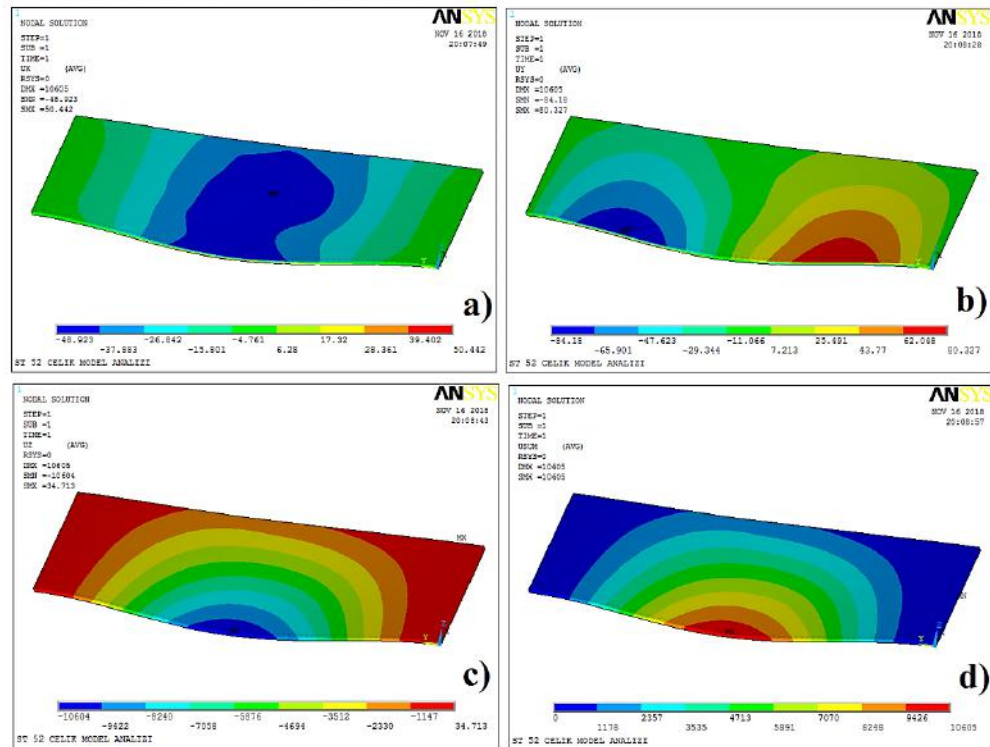 1
NODAL SOLUTION
STEP=1
SUB =1
TIME=1
UX (AVG)
RSYS=0
DMX =10605
SMN =-48.923
SMX =50.442
ANSYS
NOV 16 2018
20:07:49
a)
-48.923 -26.842 -4.761 17.32 39.402
-37.883 -15.801 6.28 28.361 50.442
ST 52 CELIK MODEL ANALIZI
1
NODAL SOLUTION
STEP=1
SUB =1
TIME=1
UY (AVG)
RSYS=0
DMX =10605
SMN =-84.18
SMX =80.327
ANSYS
NOV 16 2018
20:08:28
b)
-84.18 -47.623 -11.066 25.491 62.048
-65.901 -29.344 7.213 43.77 80.327
ST 52 CELIK MODEL ANALIZI
1
NODAL SOLUTION
STEP=1
SUB =1
TIME=1
UZ (AVG)
RSYS=0
DMX =10605
SMN =-10604
SMX =34.713
ANSYS
NOV 16 2018
20:08:43
MX
Z
Y
c)
-10604 -8240 -5876 -3512 -1147
-9422 -7058 -4694 -2330 34.713
ST 52 CELIK MODEL ANALIZI
1
NODAL SOLUTION
STEP=1
SUB =1
TIME=1
USUM (AVG)
RSYS=0
DMX =10605
SMX =10605
ANSYS
NOV 16 2018
20:08:57
d)
0 2357 4713 7070 9426
1178 3535 5891 8248 10605
ST 52 CELIK MODEL ANALIZI